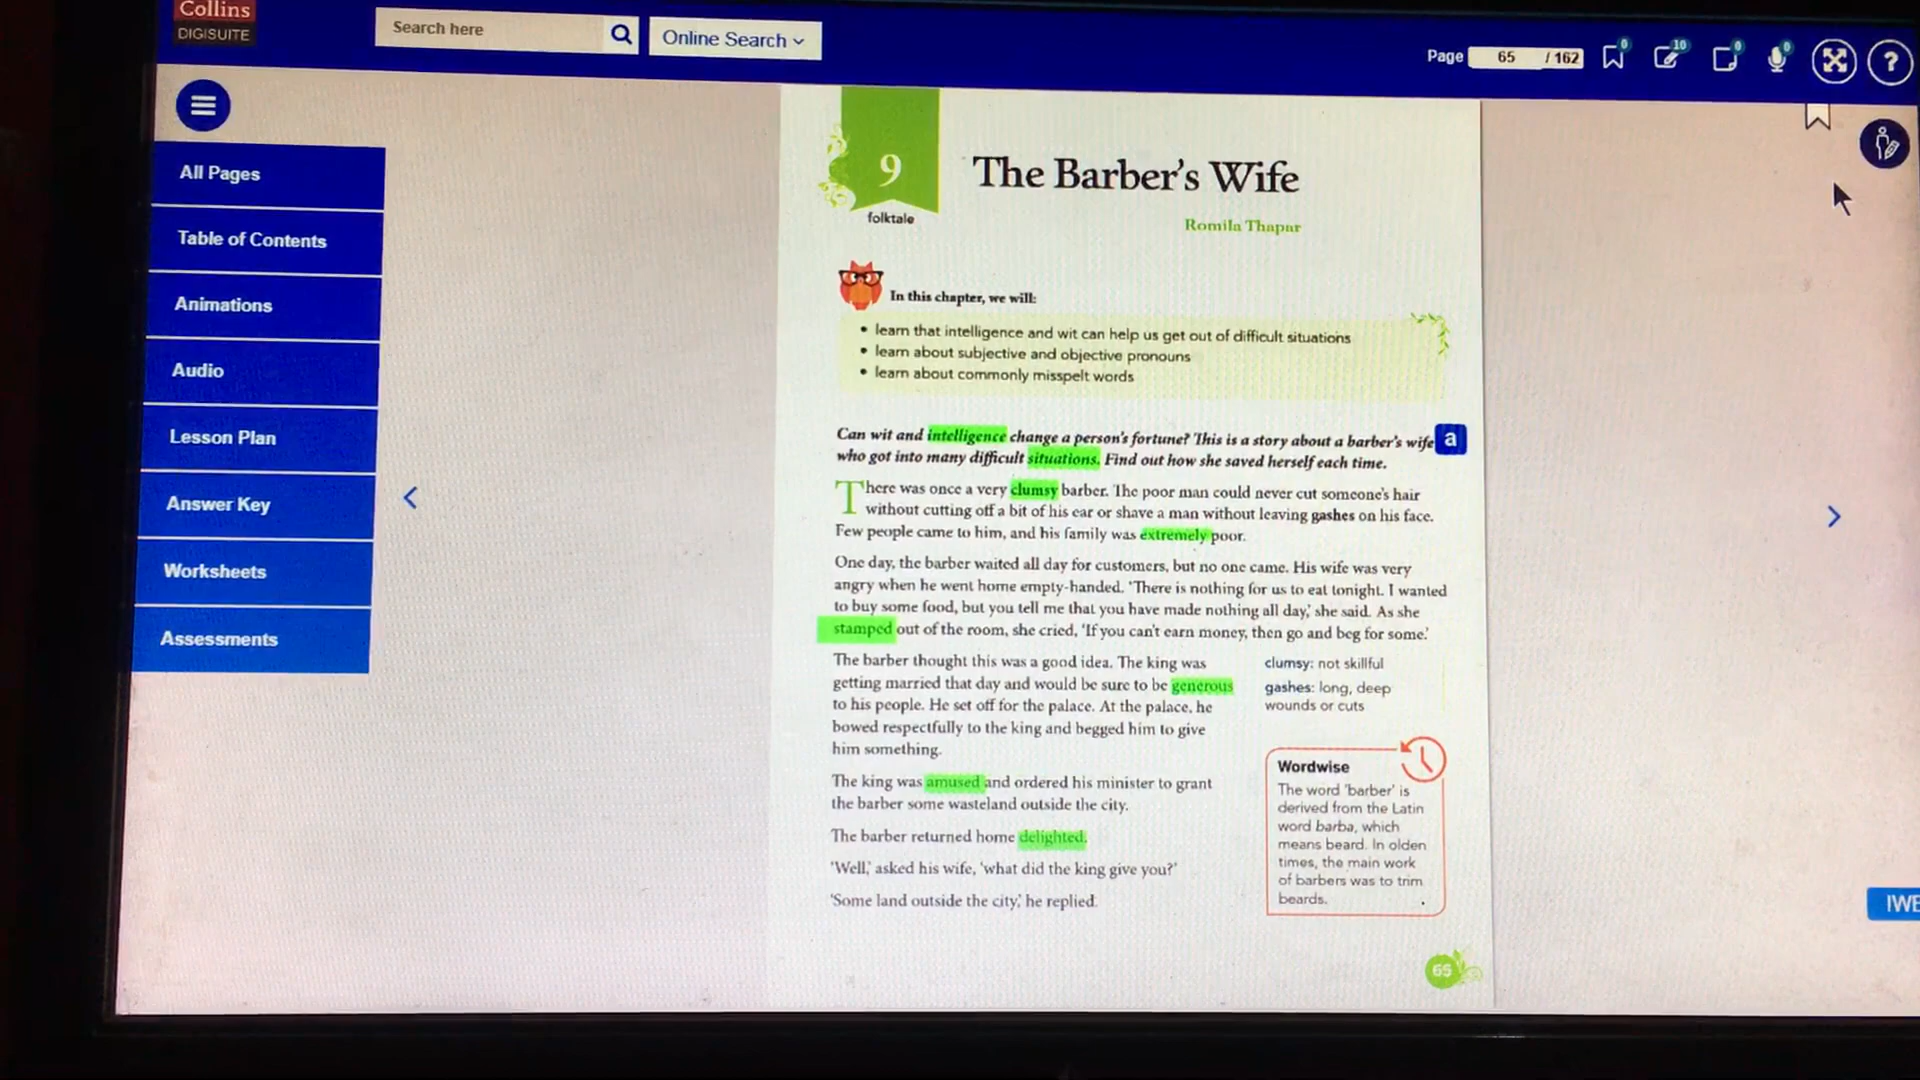 Collins
DIGISUITE
Search here
Online Search
Page 65 / 162
0
10
0
0
?
All Pages
Table of Contents
Animations
Audio
Lesson Plan
Answer Key
Worksheets
Assessments
9
folktale
The Barber's Wife
Romila Thapar
In this chapter, we will:
• learn that intelligence and wit can help us get out of difficult situations
• learn about subjective and objective pronouns
• learn about commonly misspelt words
Can wit and intelligence change a person's fortune? This is a story about a barber's wife
who got into many difficult situations. Find out how she saved herself each time.
a
There was once a very clumsy barber. The poor man could never cut someone's hair
without cutting off a bit of his ear or shave a man without leaving gashes on his face.
Few people came to him, and his family was extremely poor.
One day, the barber waited all day for customers, but no one came. His wife was very
angry when he went home empty-handed. 'There is nothing for us to eat tonight. I wanted
to buy some food, but you tell me that you have made nothing all day,' she said. As she
stamped out of the room, she cried, 'If you can't earn money, then go and beg for some.'
The barber thought this was a good idea. The king was
getting married that day and would be sure to be generous
to his people. He set off for the palace. At the palace, he
bowed respectfully to the king and begged him to give
him something.
The king was amused and ordered his minister to grant
the barber some wasteland outside the city.
The barber returned home delighted.
'Well,' asked his wife, 'what did the king give you?'
'Some land outside the city,' he replied.
clumsy: not skillful
gashes: long, deep
wounds or cuts
Wordwise
The word 'barber' is
derived from the Latin
word barba, which
means beard. In olden
times, the main work
of barbers was to trim
beards.
65
IWE